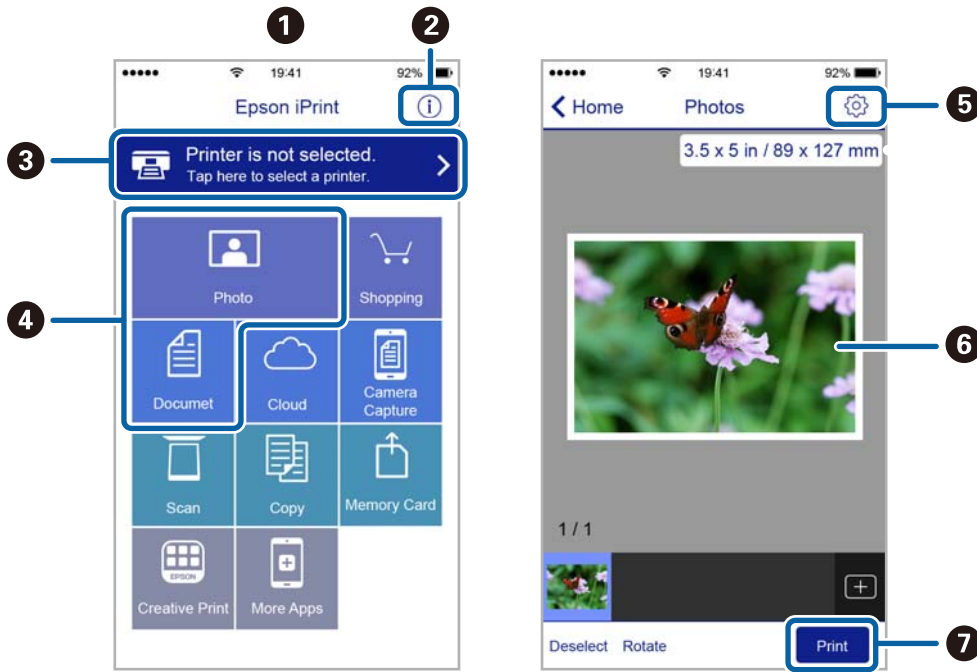 1
2
19:41
92%
Epson iPrint
3
Printer is not selected.
Tap here to select a printer.
4
Photo
Shopping
Documet
Cloud
Camera
Capture
Scan
Copy
Memory Card
EPSON
Creative Print
More Apps
19:41
92%
Home
Photos
5
3.5 x 5 in / 89 x 127 mm
6
1 / 1
Deselect
Rotate
Print
7